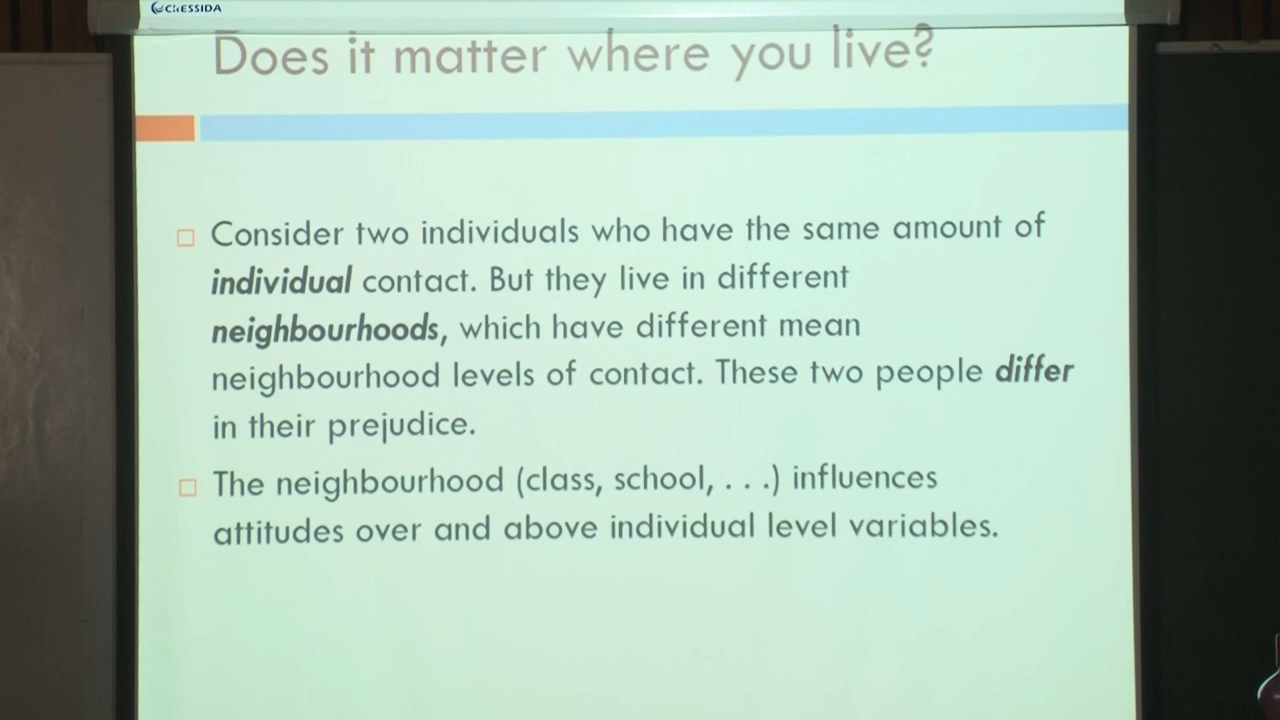 CRESSIDA
Does it matter where you live?
Consider two individuals who have the same amount of
individual contact. But they live in different
neighbourhoods, which have different mean
neighbourhood levels of contact. These two people differ
in their prejudice.
The neighbourhood (class, school, . . .) influences
attitudes over and above individual level variables.